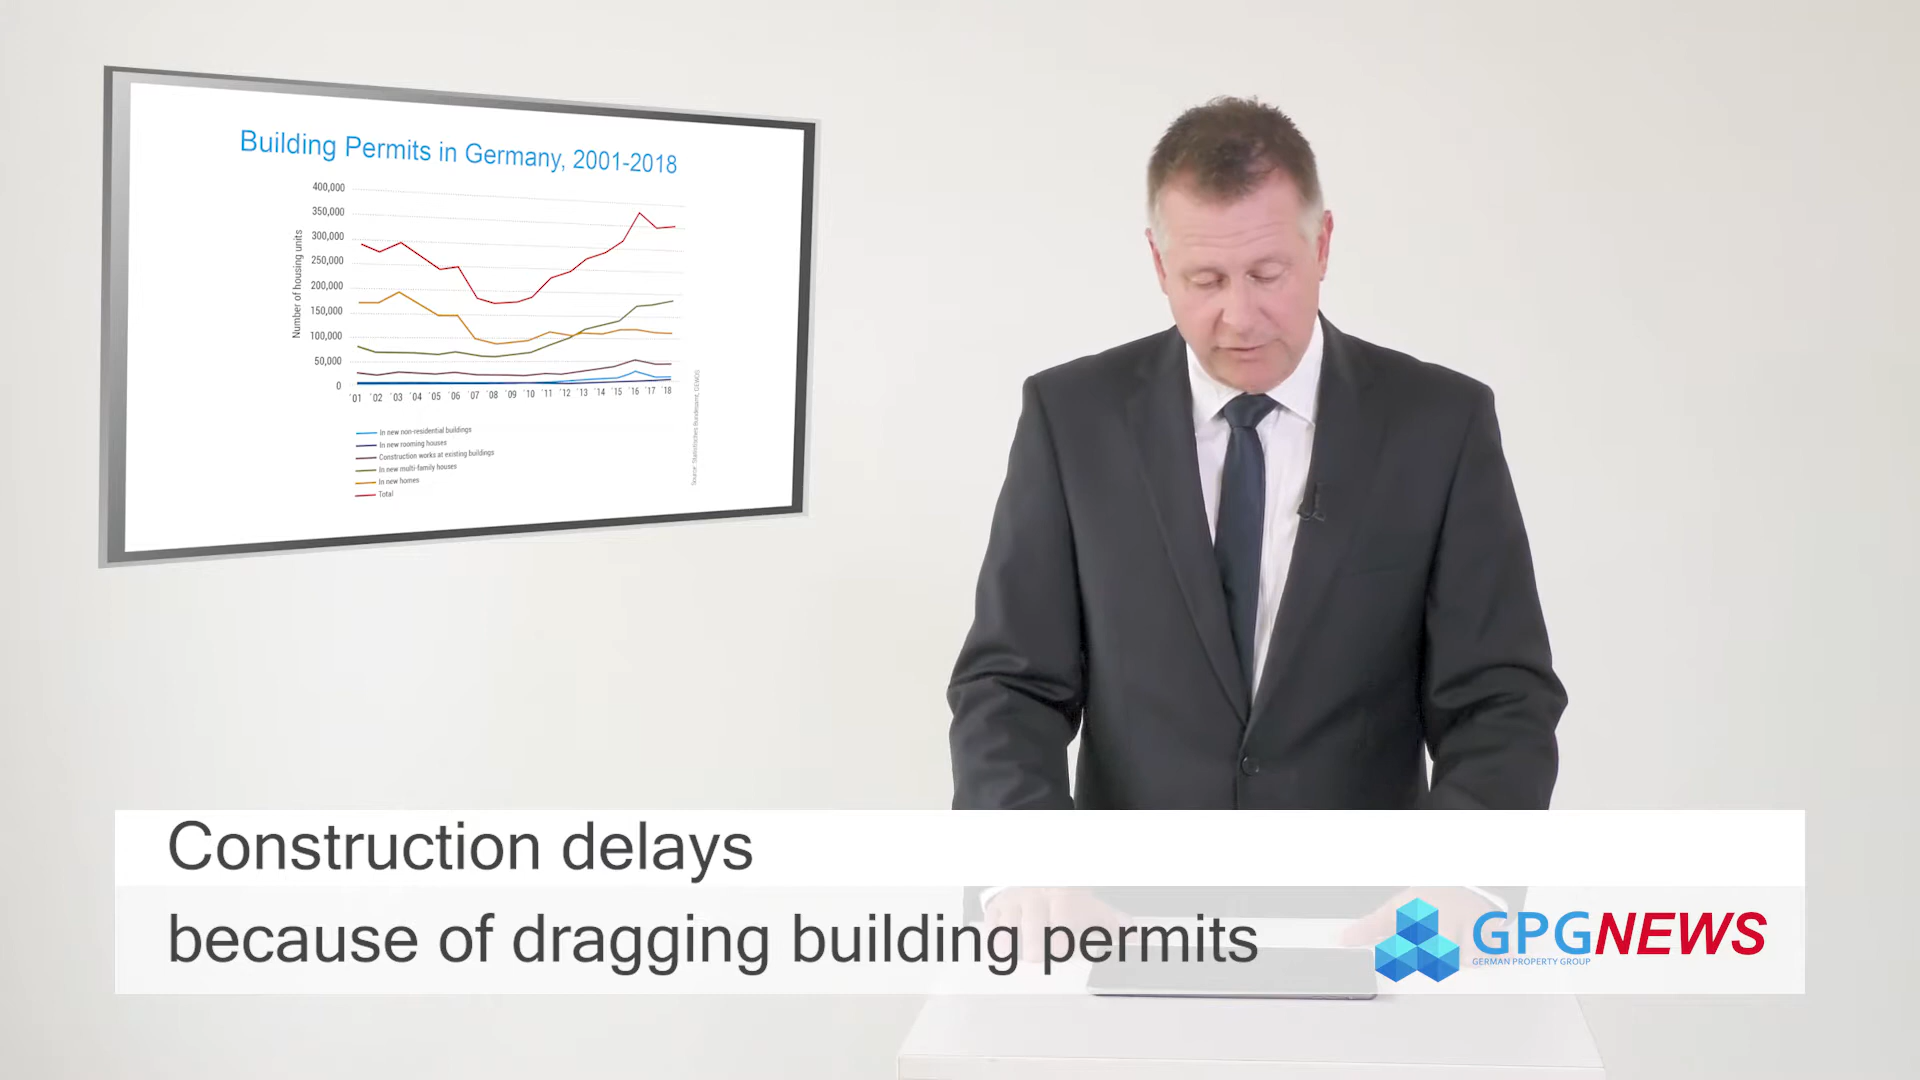 Building Permits in Germany, 2001-2018
400,000
350,000
300,000
250,000
200,000
150,000
100,000
50,000
0
Number of housing units
'01 '02 '03 '04 '05 '06 '07 '08 '09 '10 '11 '12 '13 '14 '15 '16 '17 '18
In new non-residential buildings
In new rooming houses
Construction works at existing buildings
In new multi-family houses
In new homes
Total
Source: Statistisches Bundesamt, GEWOS
Construction delays
because of dragging building permits
GPGNEWS
GERMAN PROPERTY GROUP